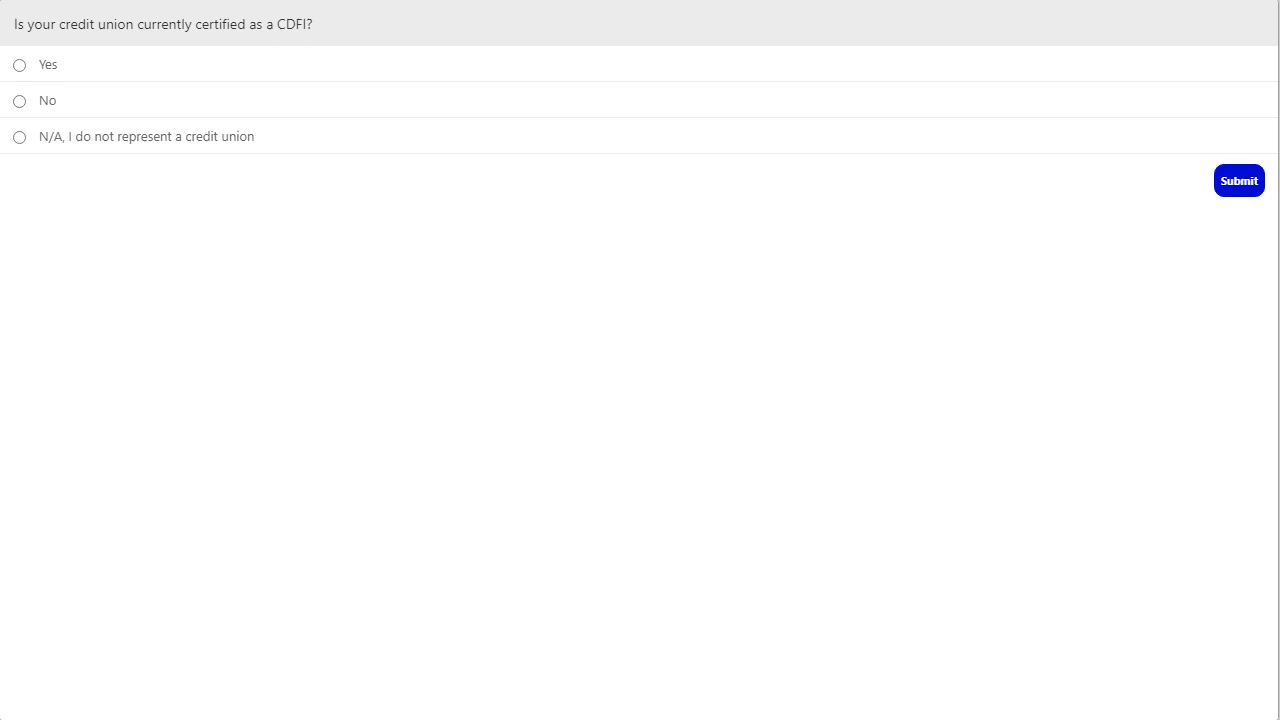 Is your credit union currently certified as a CDFI?
Yes
No
N/A, I do not represent a credit union
Submit